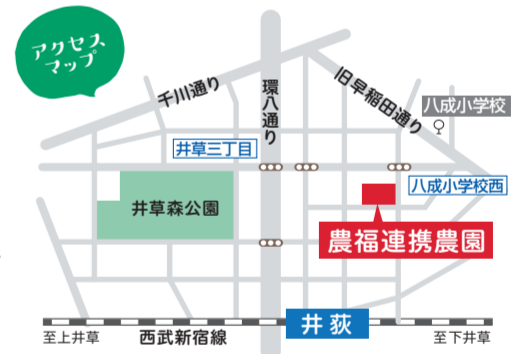 アクセス
マップ
千川通り
環八通り
旧早稲田通り
八成小学校
井草三丁目
八成小学校西
井草森公園
農福連携農園
井荻
至上井草
西武新宿線
至下井草